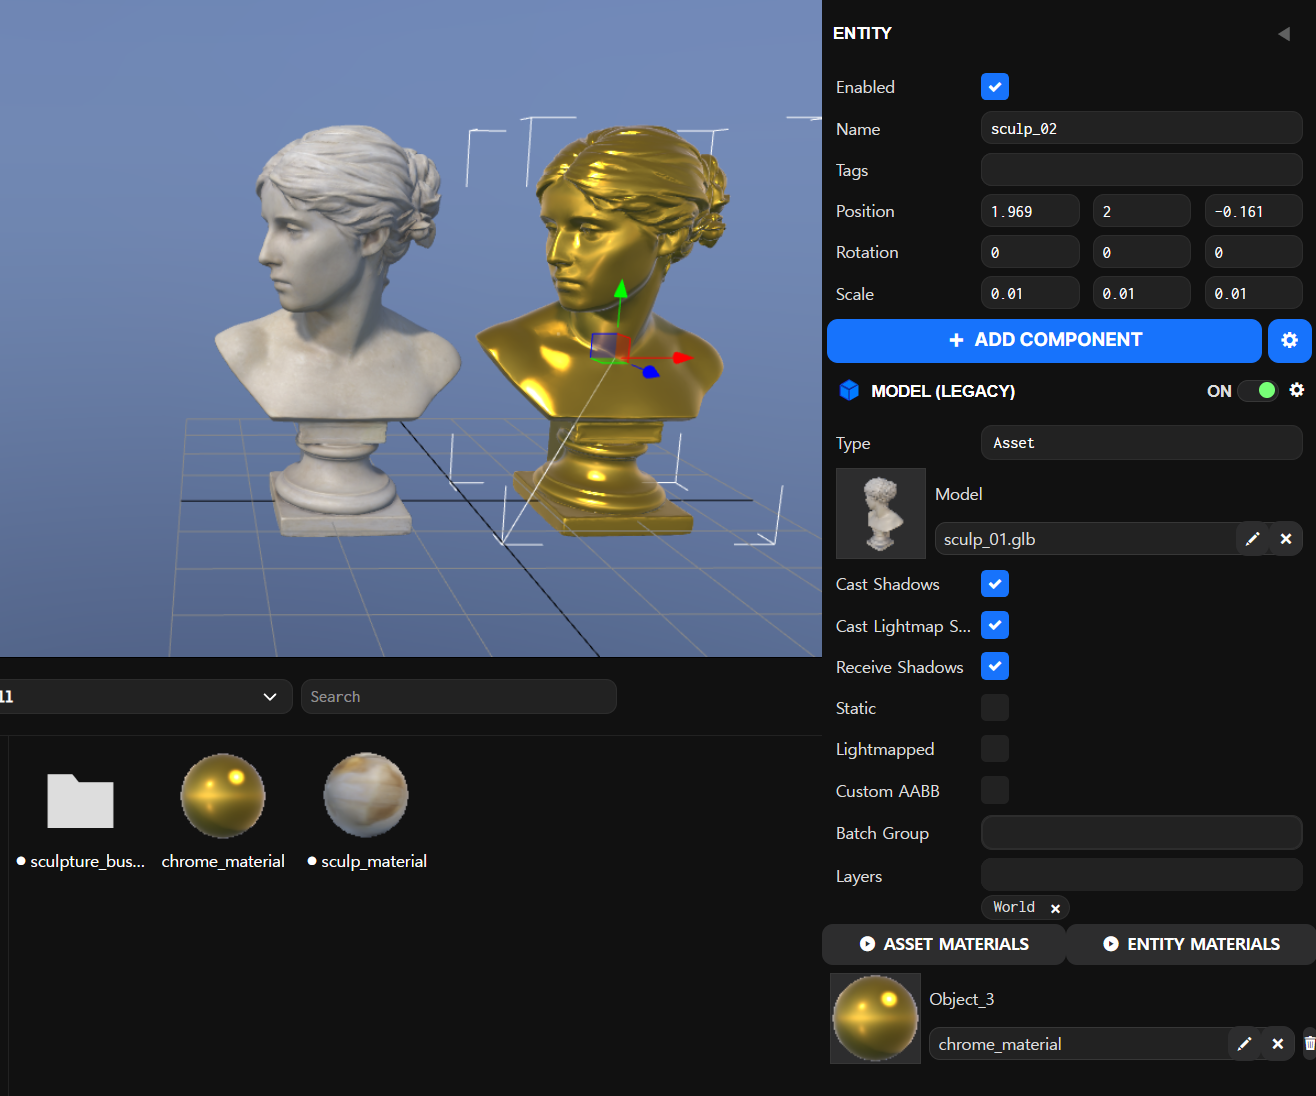 ENTITY
Enabled
Name
sculp_02
Tags
Position
1.969
2
-0.161
Rotation
0
0
0
Scale
0.01
0.01
0.01
+ ADD COMPONENT
MODEL (LEGACY)
ON
Type
Asset
Model
sculp_01.glb
Cast Shadows
Cast Lightmap S...
Receive Shadows
Static
Lightmapped
Custom AABB
Batch Group
Layers
World
ASSET MATERIALS
ENTITY MATERIALS
Object_3
chrome_material
ll
Search
sculpture_bus...
chrome_material
sculp_material